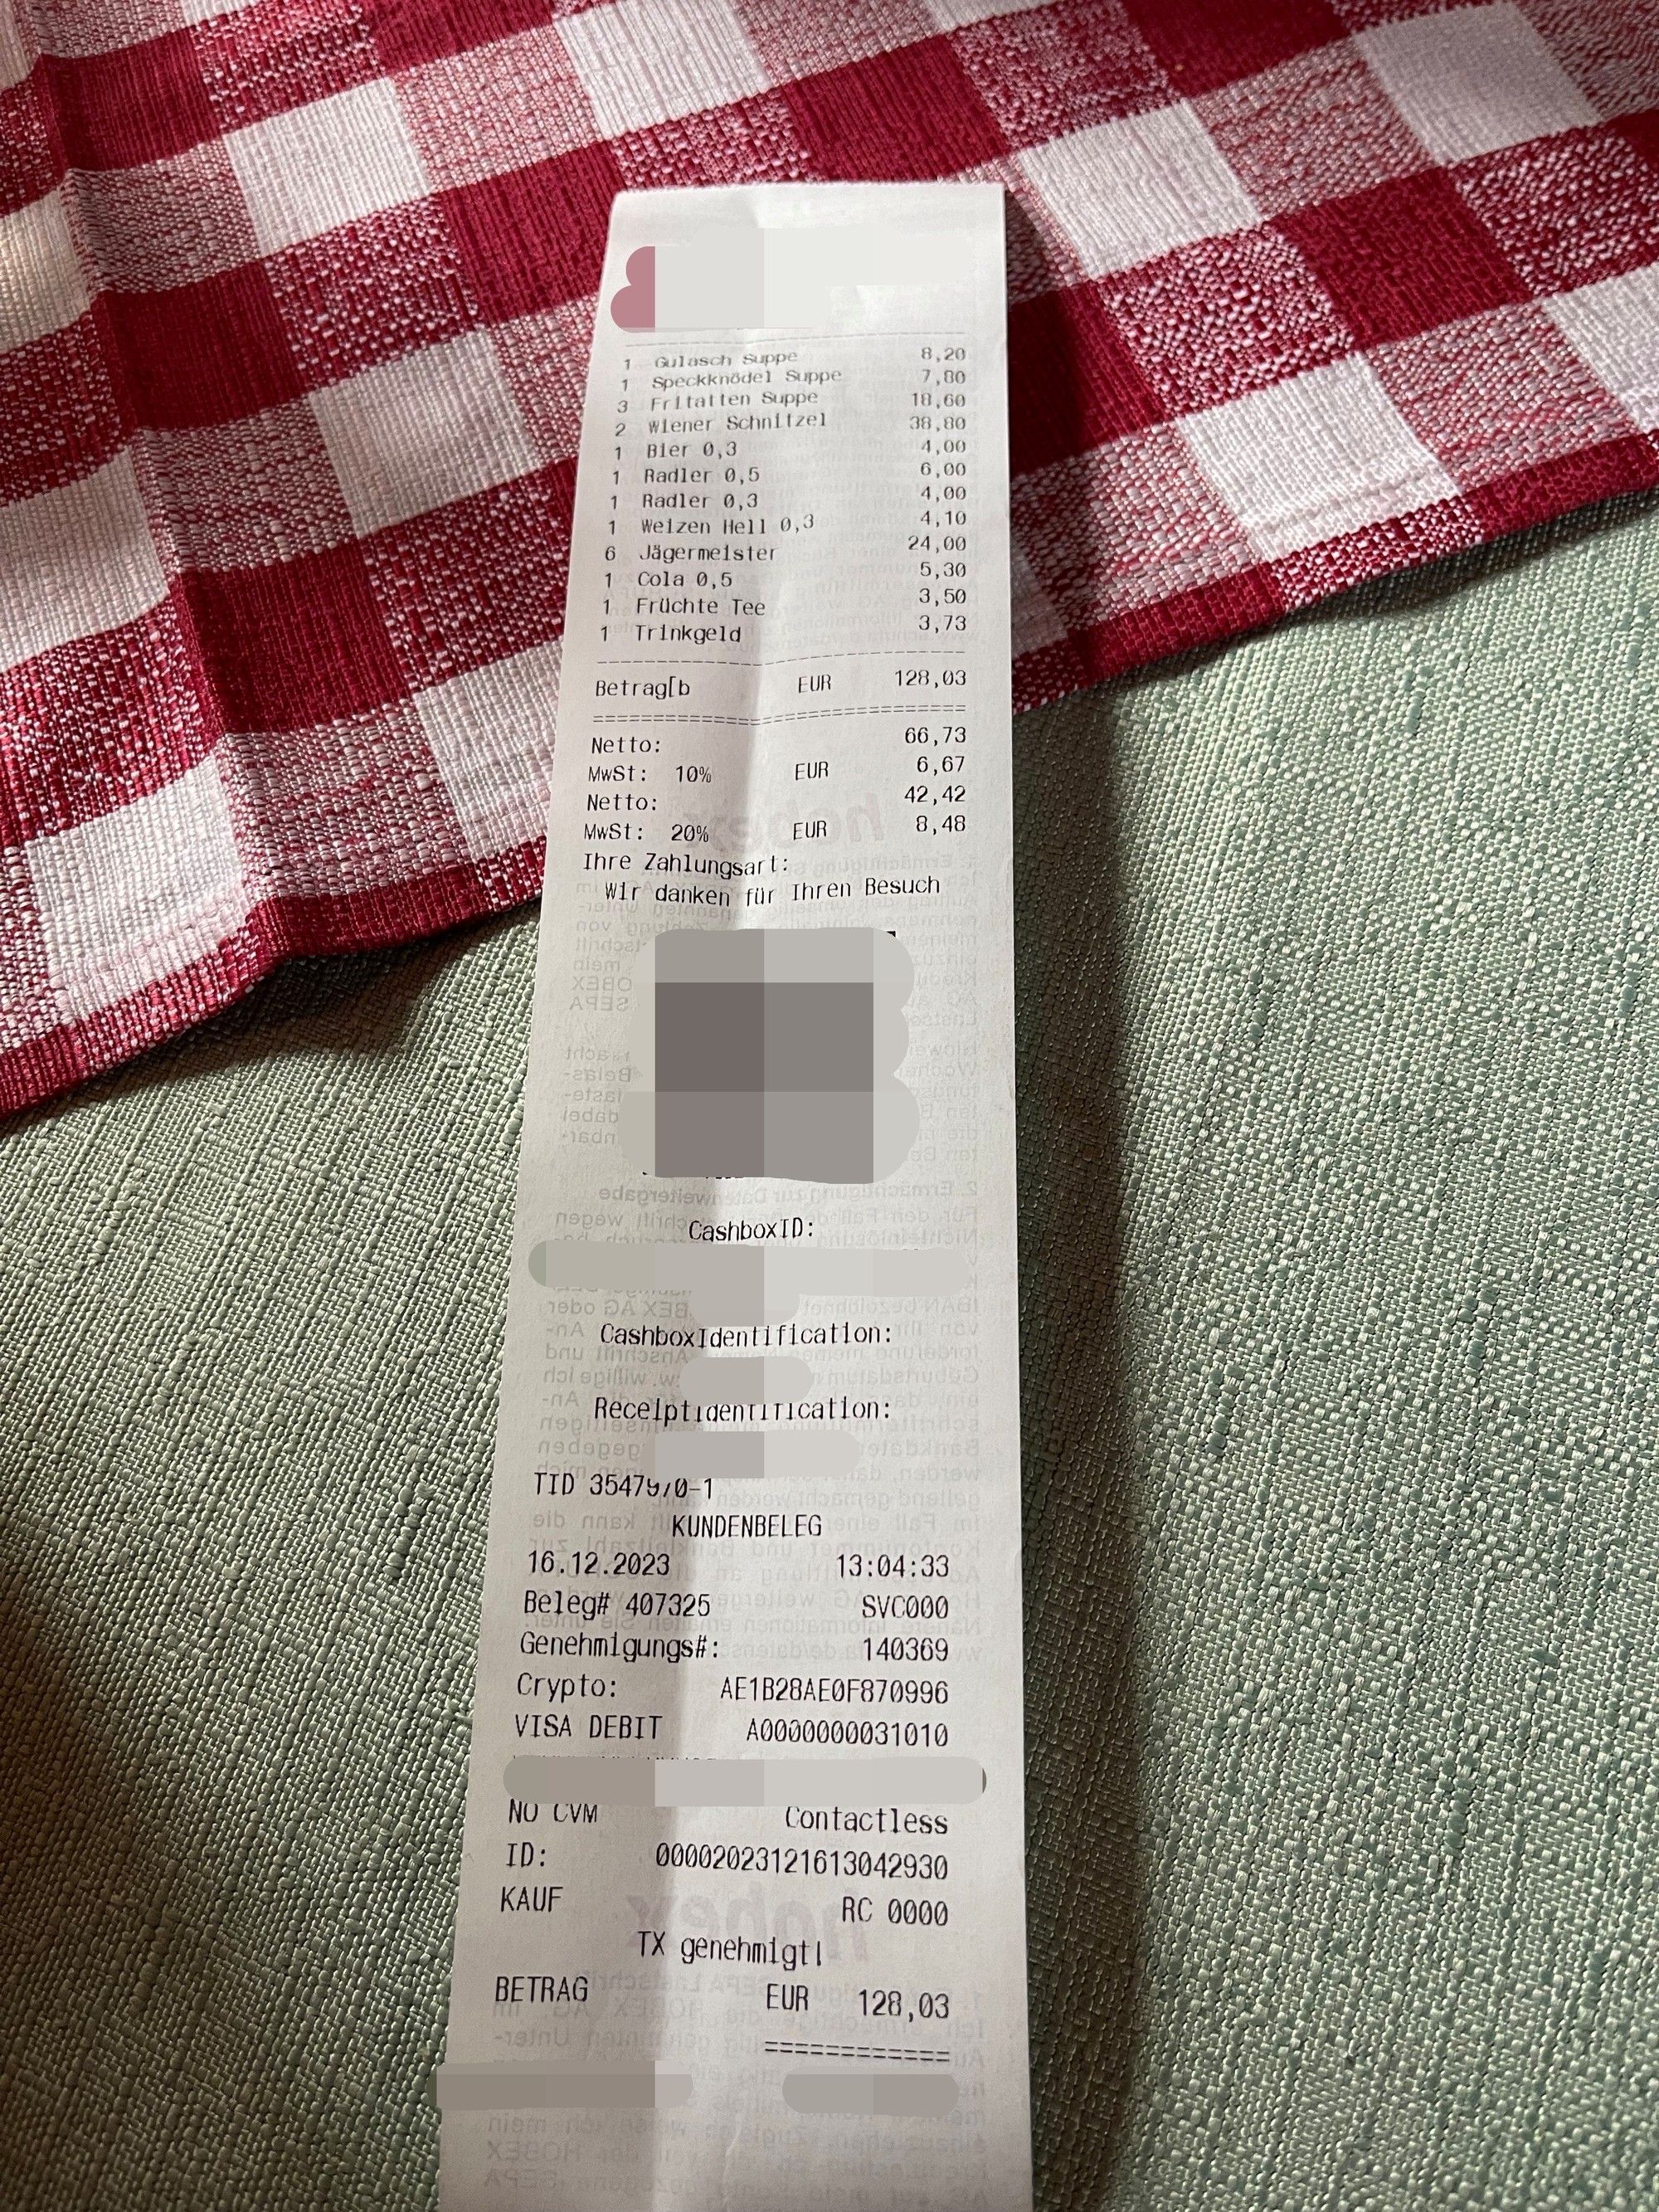 1 Gulasch Suppe 8,20
1 Speckknödel Suppe 7,80
3 Fritatten Suppe 18,60
2 Wiener Schnitzel 38,80
1 Bier 0,3 4,00
1 Radler 0,5 6,00
1 Radler 0,3 4,00
1 Weizen Hell 0,3 4,10
6 Jägermeister 24,00
1 Cola 0,5 5,30
1 Früchte Tee 3,50
1 Trinkgeld 3,73
Betrag[b EUR 128,03
Netto: 66,73
MwSt: 10% EUR 6,67
Netto: 42,42
MwSt: 20% EUR 8,48
Ihre Zahlungsart:
Wir danken für Ihren Besuch
CashboxID:
CashboxIdentification:
ReceiptIdentification:
TID 3547970-1
KUNDENBELEG
16.12.2023 13:04:33
Beleg# 407325 SVC000
Genehmigungs#: 140369
Crypto: AE1B28AE0F870996
VISA DEBIT A0000000031010
NO CVM Contactless
ID: 00002023121613042930
KAUF RC 0000
TX genehmigt!
BETRAG EUR 128,03